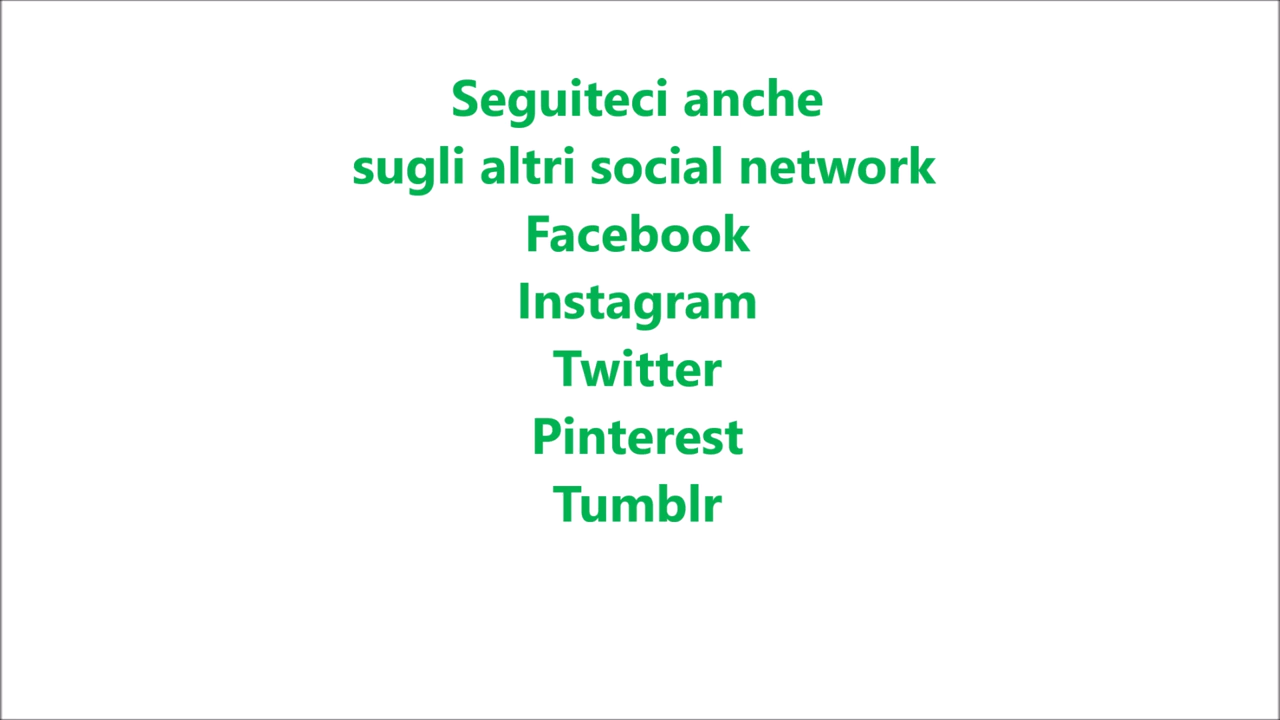 Seguiteci anche
sugli altri social network
Facebook
Instagram
Twitter
Pinterest
Tumblr